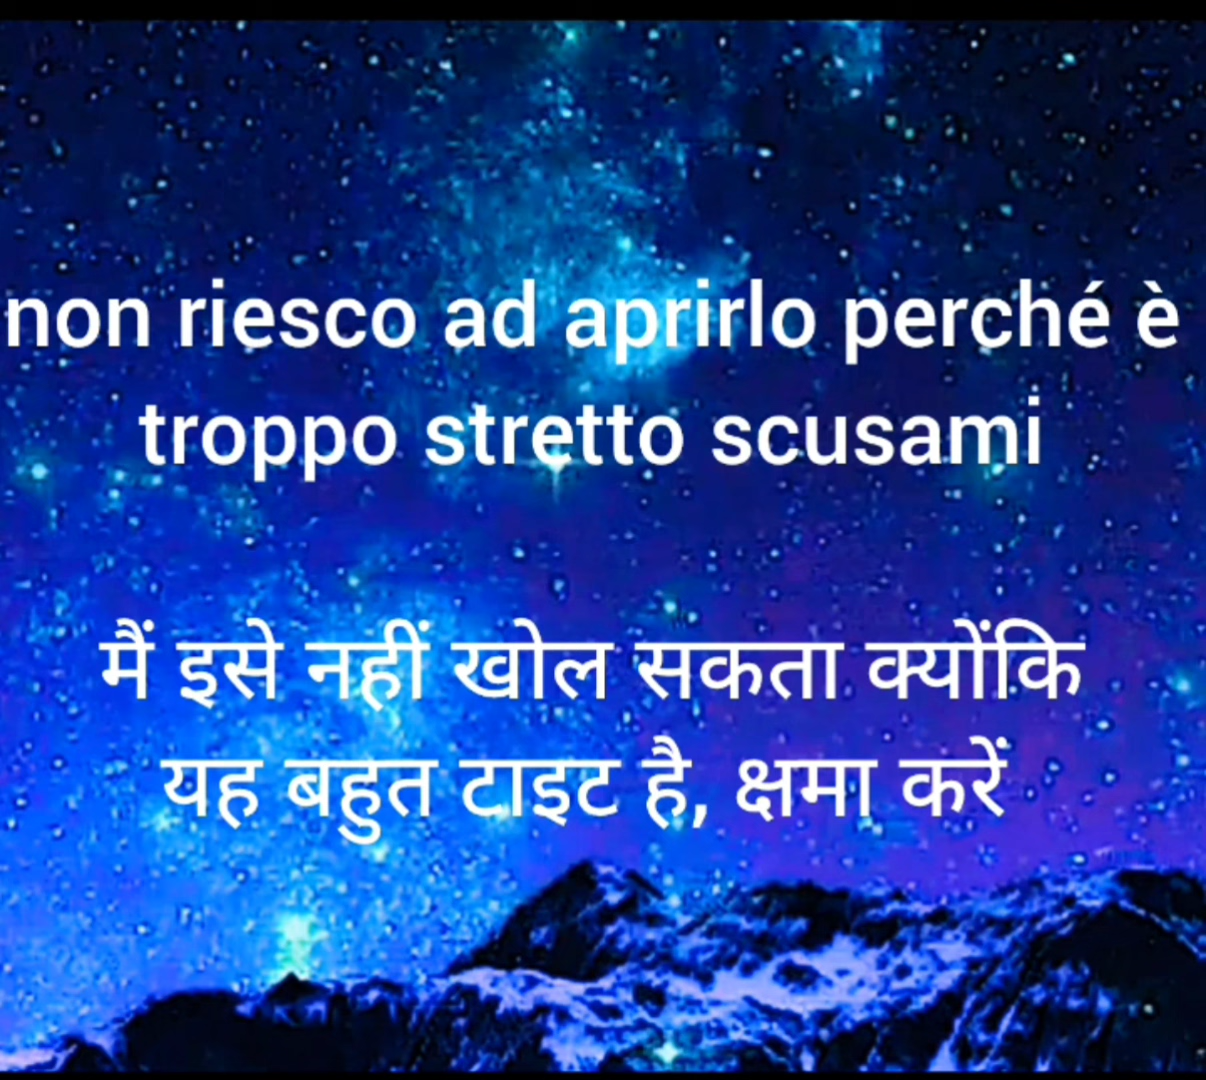 non riesco ad aprirlo perché è
troppo stretto scusami
मैं इसे नहीं खोल सकता क्योंकि
यह बहुत टाइट है, क्षमा करें